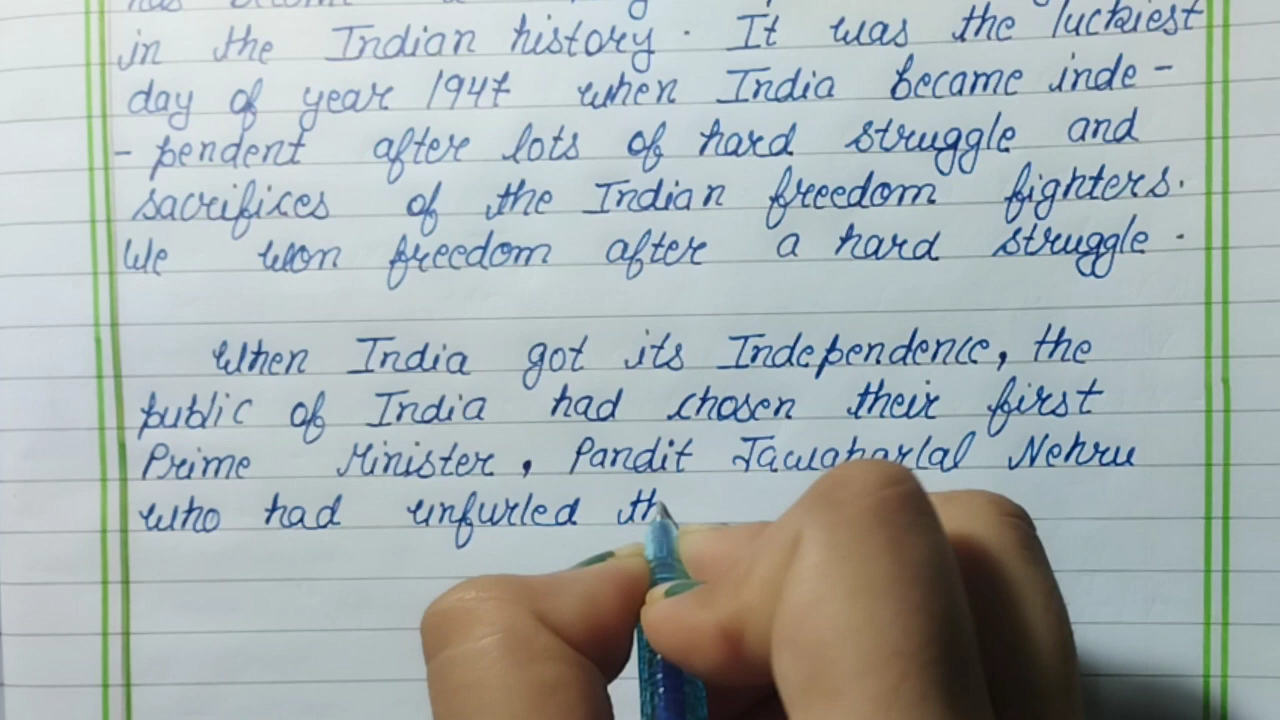 in the Indian history. It was the luckiest
day of year 1947 when India became inde-
-pendent after lots of hard struggle and
sacrifices of the Indian freedom fighters.
We won freedom after a hard struggle.
When India got its Independence, the
public of India had chosen their first
Prime Minister, Pandit Jawaharlal Nehru
who had unfurled th